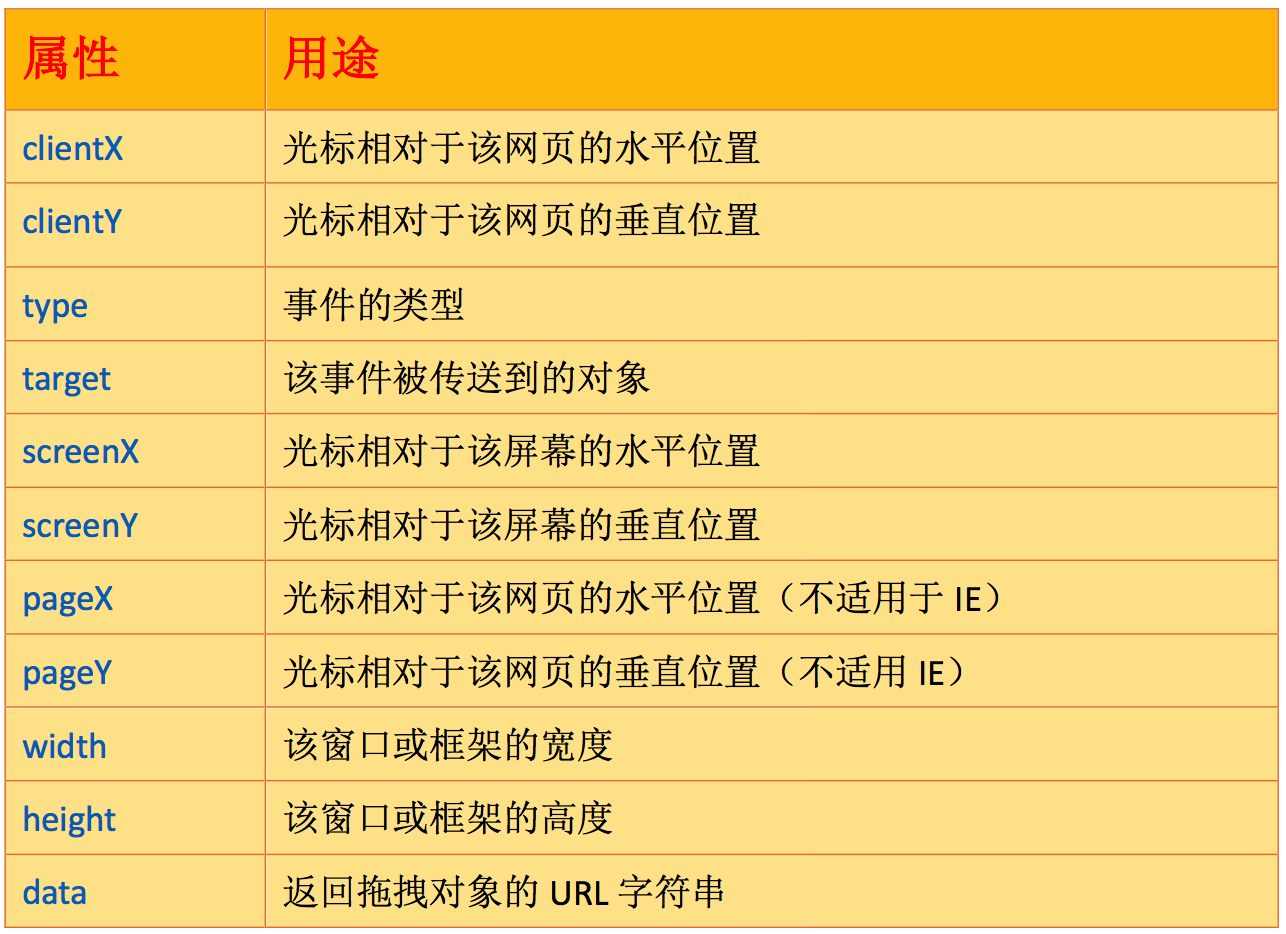 属性 用途
clientX 光标相对于该网页的水平位置
clientY 光标相对于该网页的垂直位置
type 事件的类型
target 该事件被传送到的对象
screenX 光标相对于该屏幕的水平位置
screenY 光标相对于该屏幕的垂直位置
pageX 光标相对于该网页的水平位置（不适用于 IE）
pageY 光标相对于该网页的垂直位置（不适用 IE）
width 该窗口或框架的宽度
height 该窗口或框架的高度
data 返回拖拽对象的 URL 字符串